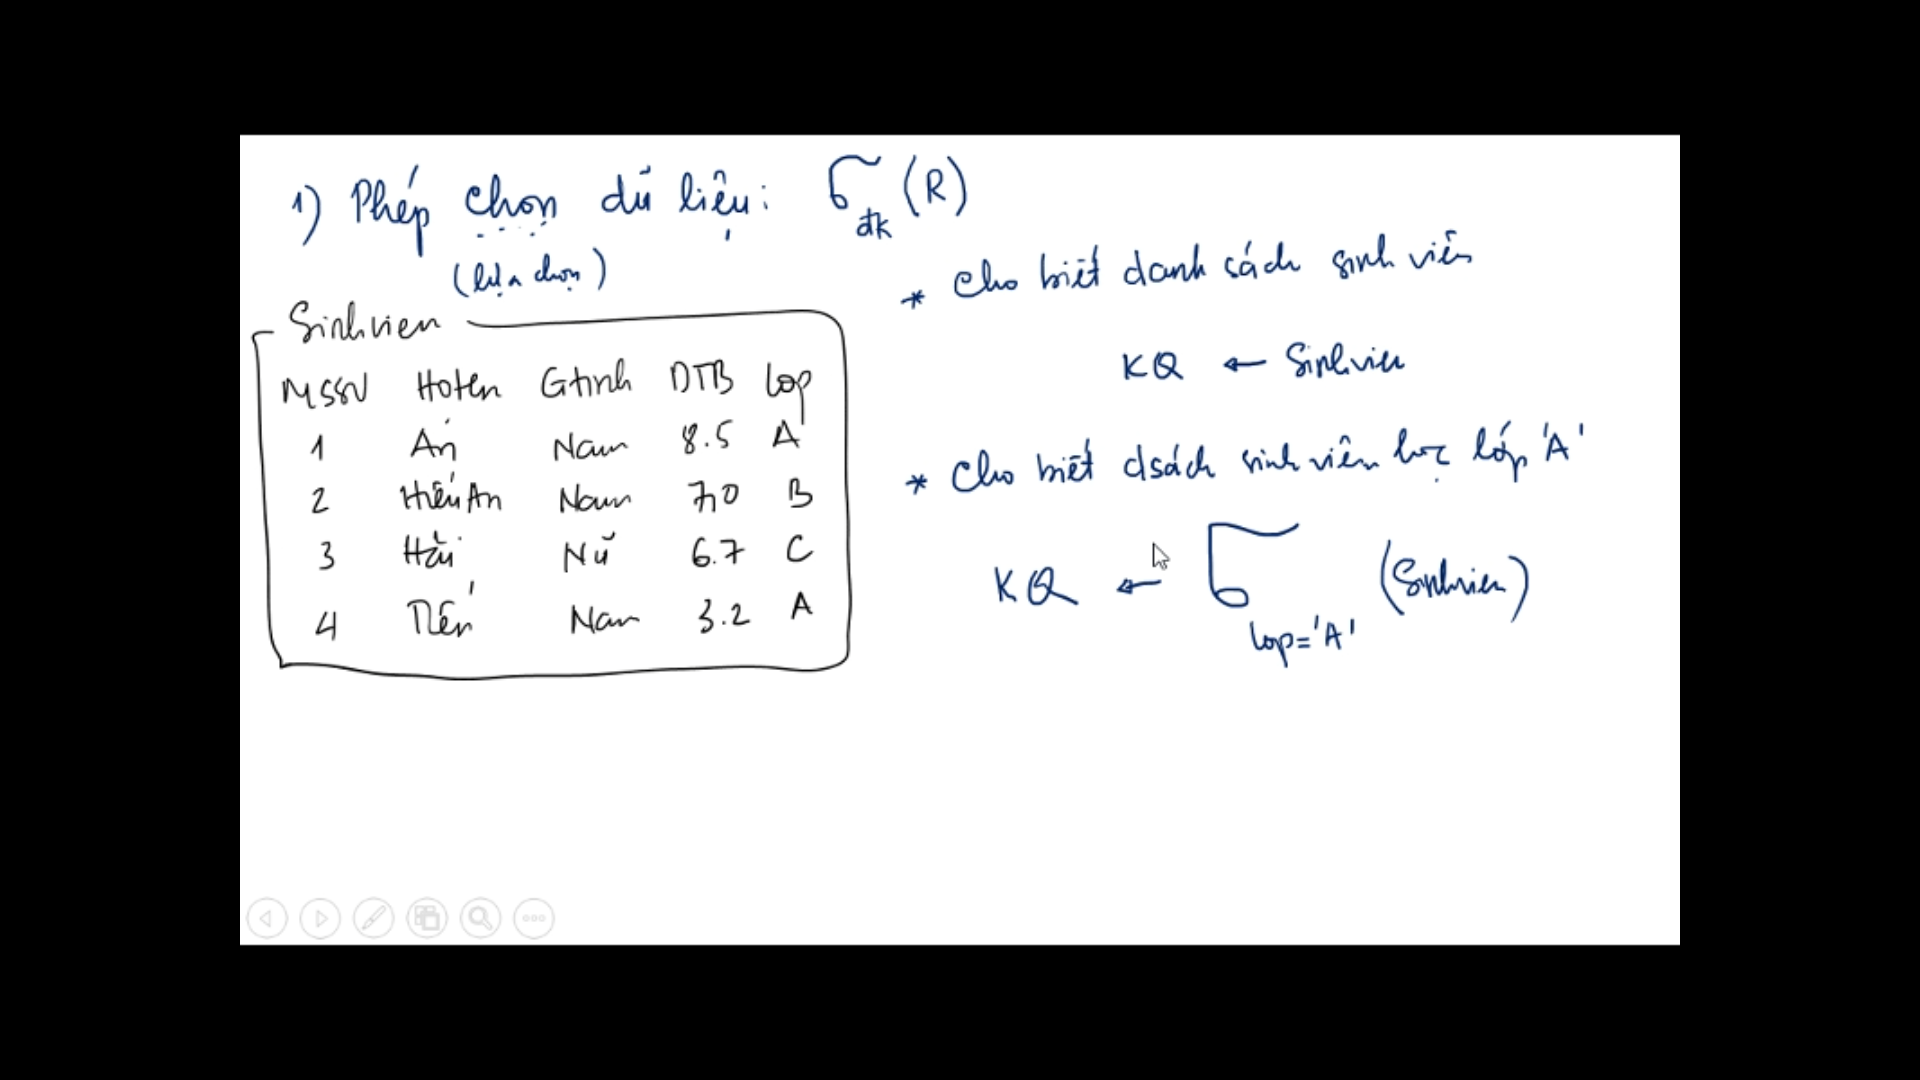 1) Phép chọn dữ liệu: σ đk (R)
(lựa chọn)
Sinhvien
MSSV Hoten Gtinh DTB lop
1 An Nam 8.5 A
2 Hiếu An Nam 7,0 B
3 Hải Nữ 6.7 C
4 Tiến Nam 3.2 A
* Cho biết danh sách sinh viên
KQ ← Sinhvien
* Cho biết dsách sinh viên học lớp 'A'
KQ ← σ lop='A' (Sinhvien)